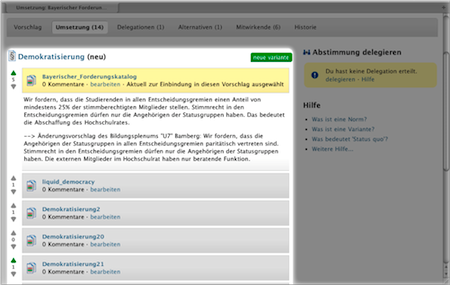 Umsetzung: Bayerischer Forderun...
Vorschlag Umsetzung (14) Delegationen (1) Alternativen (1) Mitwirkende (6) Historie
Demokratisierung (neu) neue variante
1
Bayerischer_Forderungskatalog
0 Kommentare · bearbeiten · Aktuell zur Einbindung in diesen Vorschlag ausgewählt
Wir fordern, dass die Studierenden in allen Entscheidungsgremien einen Anteil von
mindestens 25% der stimmberechtigten Mitglieder stellen. Stimmrecht in den
Entscheidungsgremien dürfen nur die Angehörigen der Statusgruppen haben. Das bedeutet
die Abschaffung des Hochschulrates.
--> Änderungsvorschlag des Bildungsplenums "U7" Bamberg: Wir fordern, dass die
Angehörigen der Statusgruppen in allen Entscheidungsgremien paritätisch vertreten sind.
Stimmrecht in den Entscheidungsgremien dürfen nur die Angehörigen der Statusgruppen
haben. Die externen Mitglieder im Hochschulrat haben nur beratende Funktion.
1
liquid_democracy
0 Kommentare · bearbeiten
1
Demokratisierung2
0 Kommentare · bearbeiten
0
Demokratisierung20
0 Kommentare · bearbeiten
1
Demokratisierung21
0 Kommentare · bearbeiten
Abstimmung delegieren
Du hast keine Delegation erteilt.
delegieren · Hilfe
Hilfe
Was ist eine Norm?
Was ist eine Variante?
Was bedeutet 'Status quo'?
Weitere Hilfe...